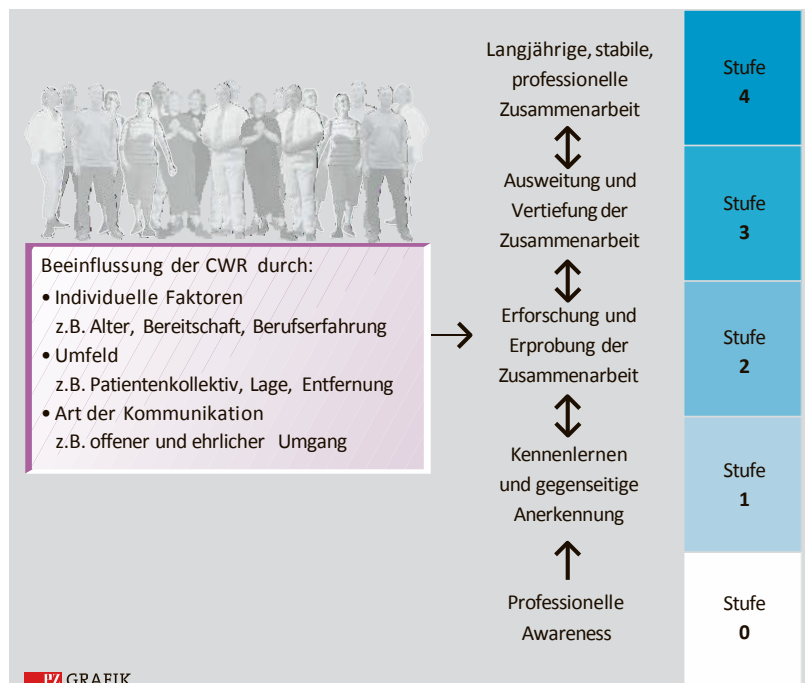 Langjährige, stabile,
professionelle
Zusammenarbeit
Stufe
4
Ausweitung und
Vertiefung der
Zusammenarbeit
Stufe
3
Beeinflussung der CWR durch:
• Individuelle Faktoren
z.B. Alter, Bereitschaft, Berufserfahrung
• Umfeld
z.B. Patientenkollektiv, Lage, Entfernung
• Art der Kommunikation
z.B. offener und ehrlicher Umgang
Erforschung und
Erprobung der
Zusammenarbeit
Stufe
2
Kennenlernen
und gegenseitige
Anerkennung
Stufe
1
Professionelle
Awareness
Stufe
0
PZ GRAFIK